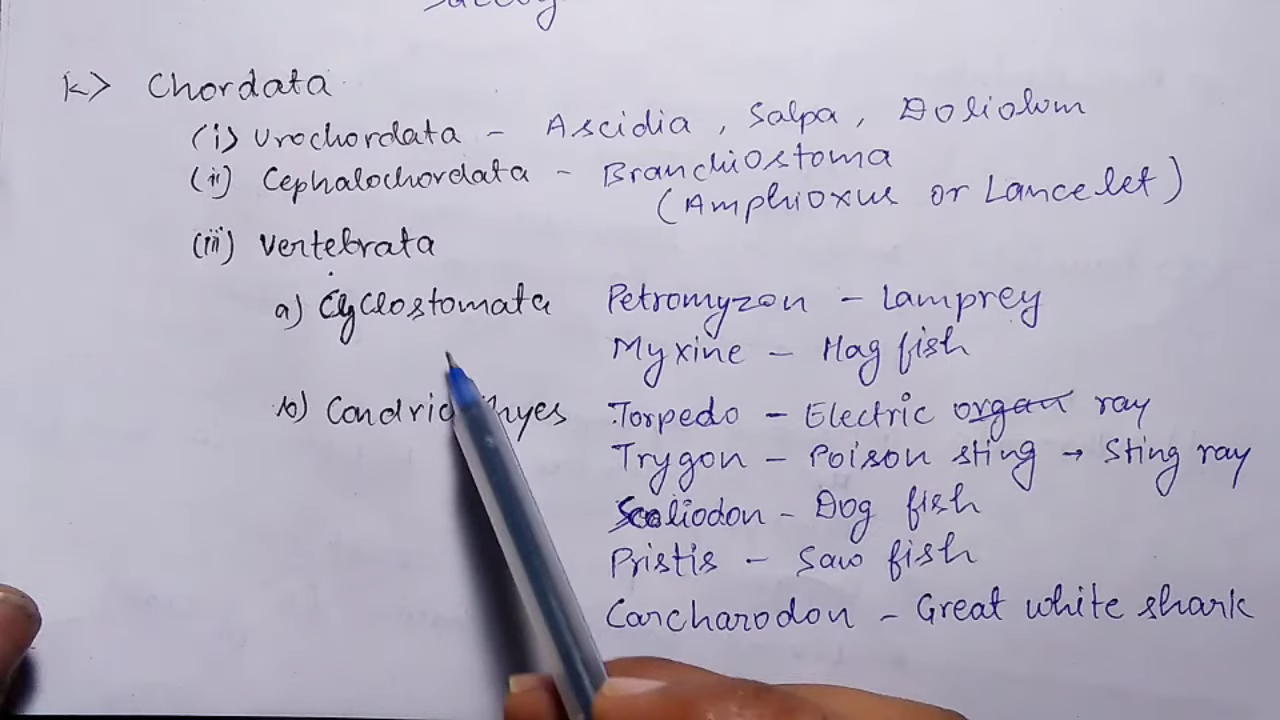 k> Chordata
(i) Urochordata - Ascidia, Salpa, Doliolum
(ii) Cephalochordata - Branchiostoma
(Amphioxus or Lancelet)
(iii) Vertebrata
a) Cyclostomata Petromyzon - Lamprey
Myxine - Hag fish
b) Torpedo - Electric organ ray
Trygon - Poison sting → Sting ray
Scoliodon - Dog fish
Pristis - Saw fish
Carcharodon - Great white shark